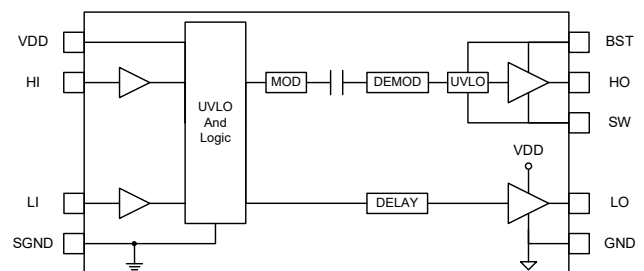 VDD
BST
HI
UVLO
And
Logic
MOD
DEMOD
UVLO
HO
SW
VDD
LI
DELAY
LO
SGND
GND